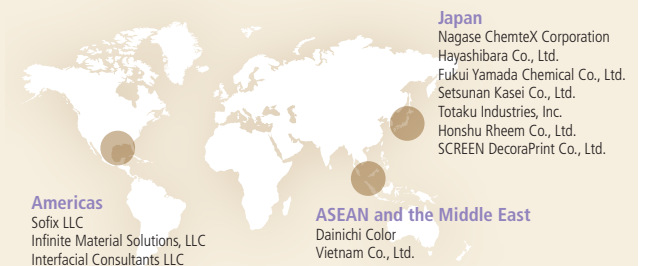 Japan
Nagase ChemteX Corporation
Hayashibara Co., Ltd.
Fukui Yamada Chemical Co., Ltd.
Setsunan Kasei Co., Ltd.
Totaku Industries, Inc.
Honshu Rheem Co., Ltd.
SCREEN DecoraPrint Co., Ltd.
Americas
Sofix LLC
Infinite Material Solutions, LLC
Interfacial Consultants LLC
ASEAN and the Middle East
Dainichi Color
Vietnam Co., Ltd.